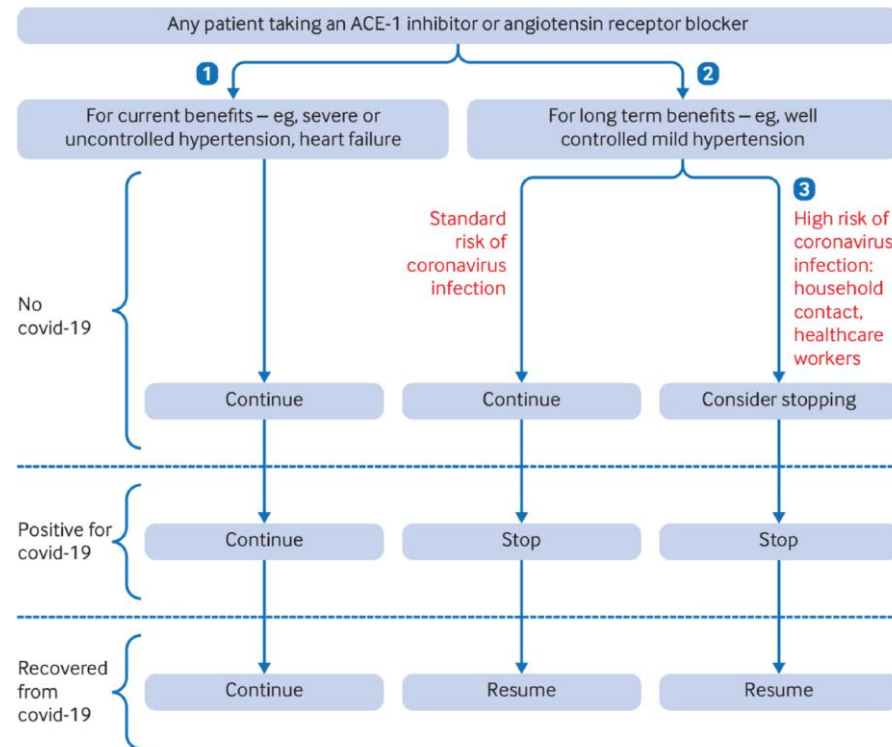 Any patient taking an ACE-1 inhibitor or angiotensin receptor blocker
1
2
For current benefits – eg, severe or
uncontrolled hypertension, heart failure
For long term benefits – eg, well
controlled mild hypertension
3
Standard
risk of
coronavirus
infection
High risk of
coronavirus
infection:
household
contact,
healthcare
workers
No
covid-19
Continue
Continue
Consider stopping
Positive for
covid-19
Continue
Stop
Stop
Recovered
from
covid-19
Continue
Resume
Resume